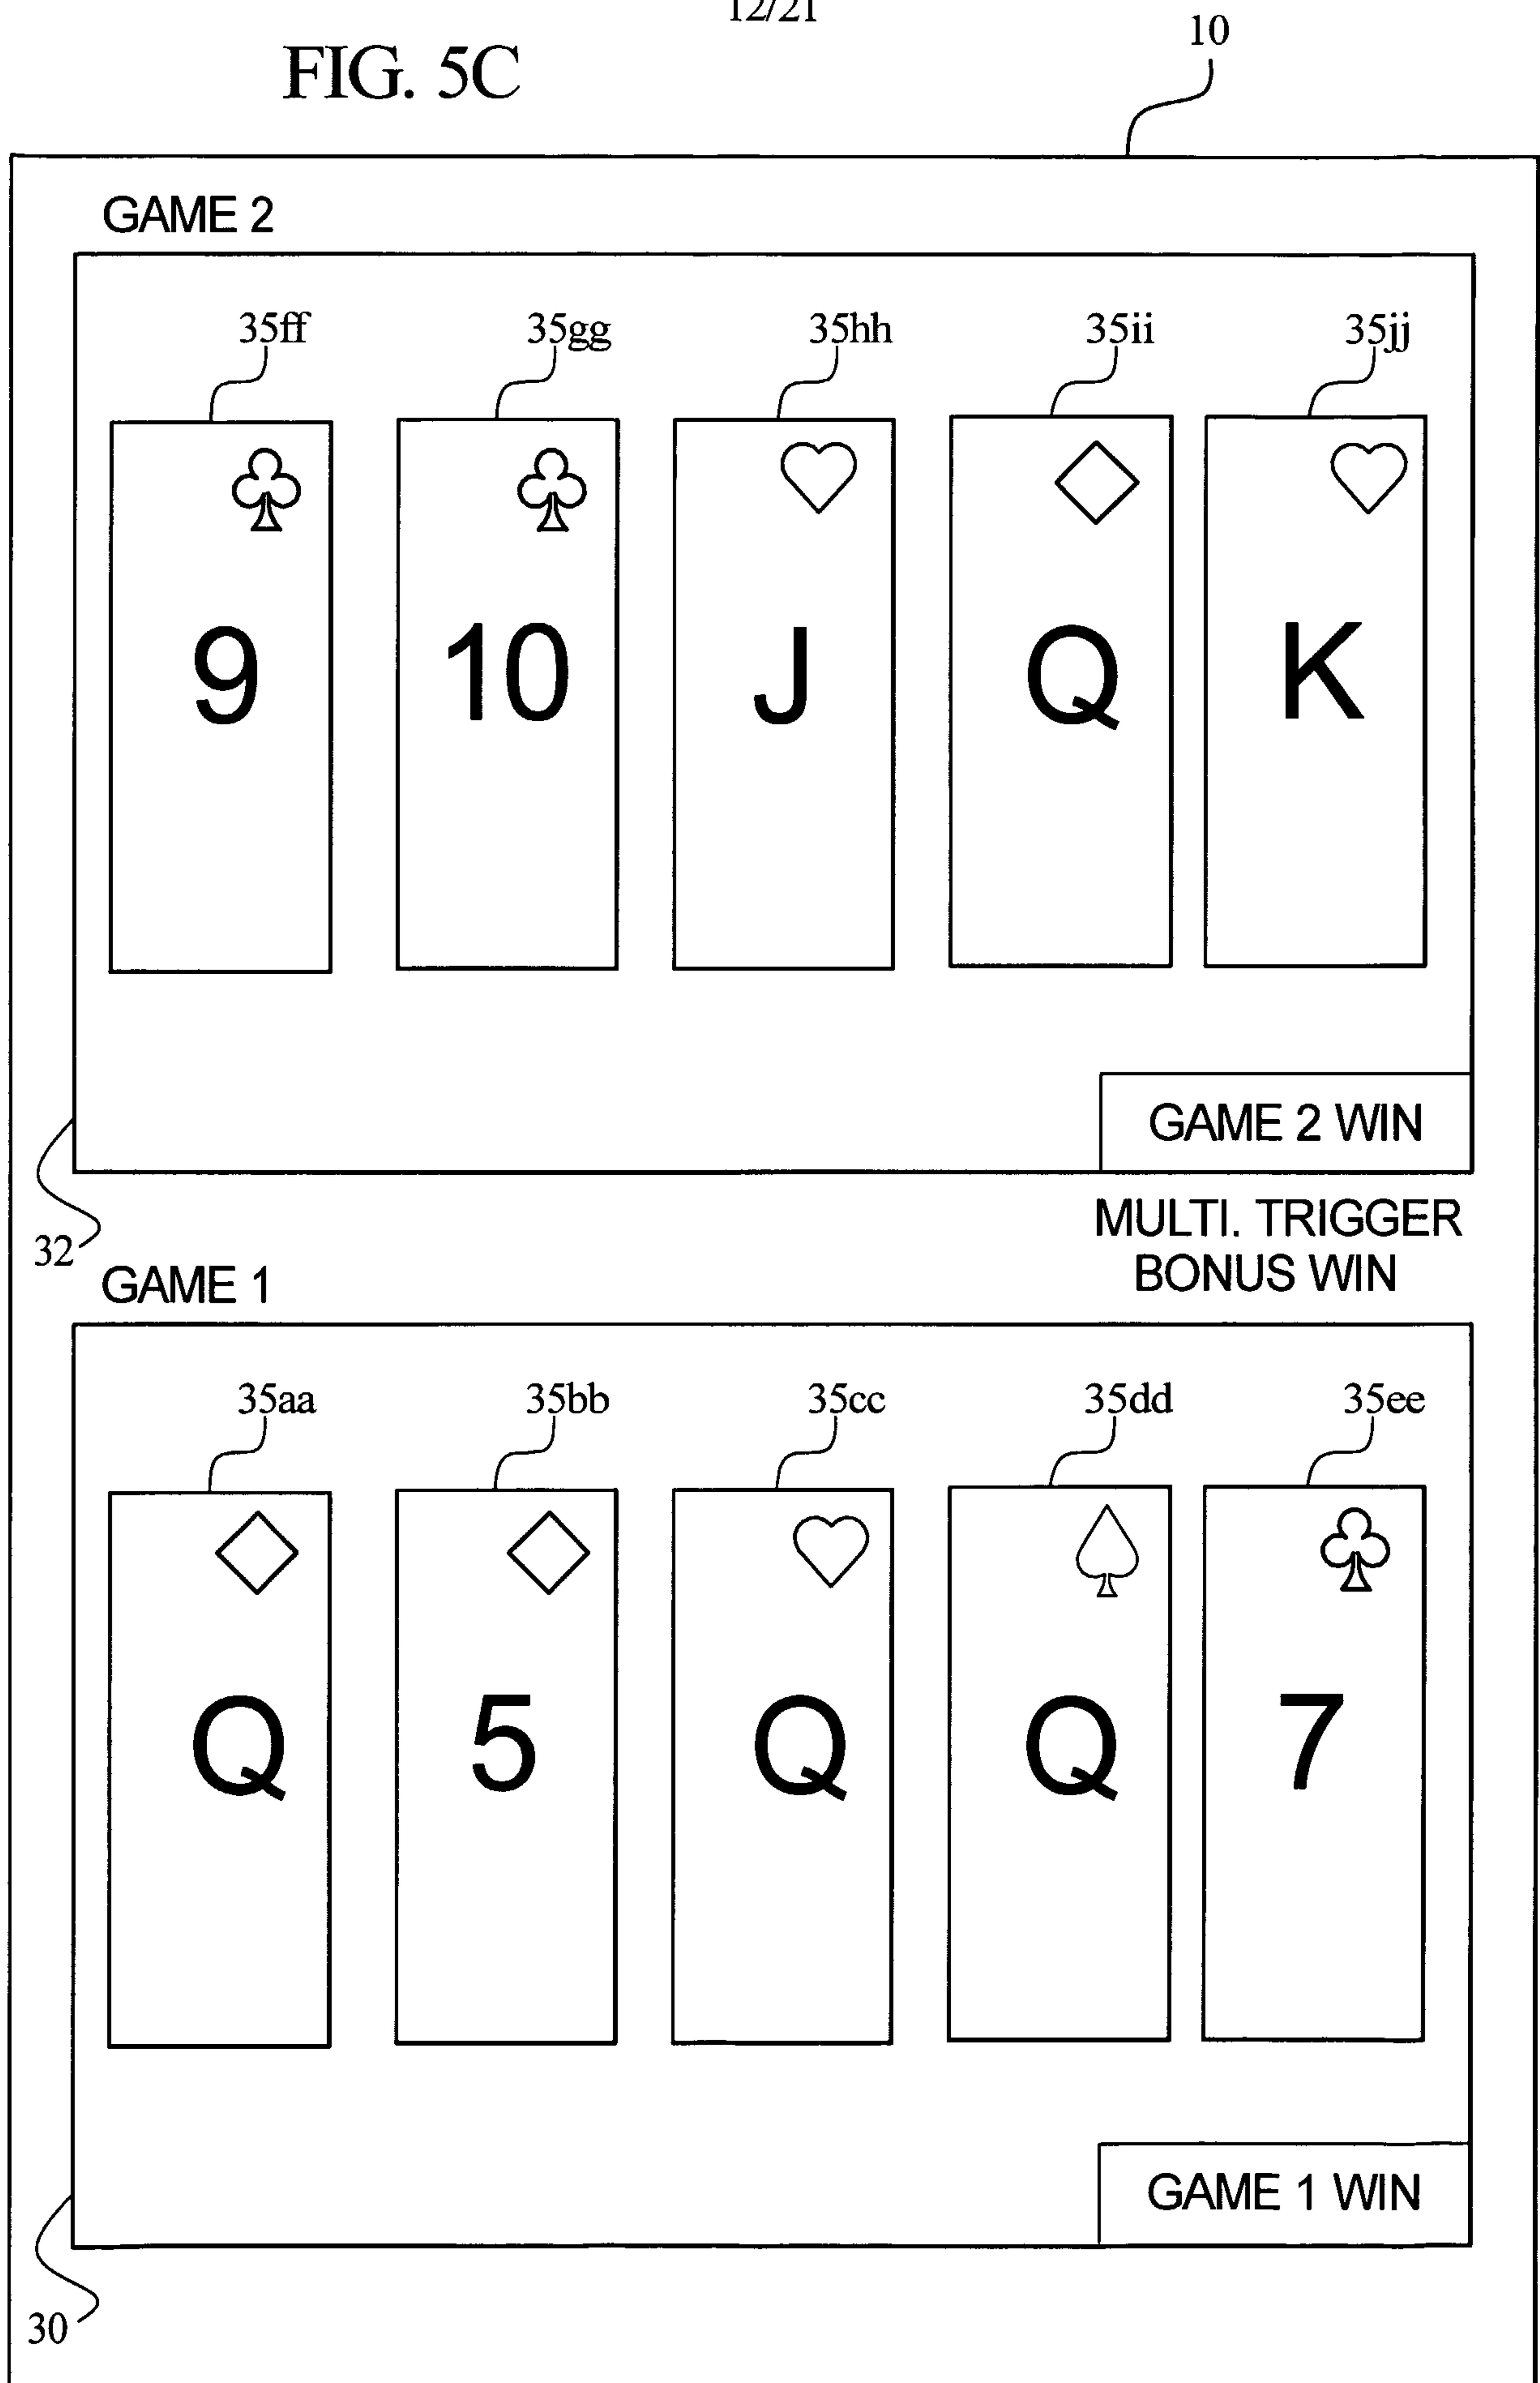 12/21
FIG. 5C
10
GAME 2
35ff 35gg 35hh 35ii 35jj
9 10 J Q K
GAME 2 WIN
32
MULTI. TRIGGER
BONUS WIN
GAME 1
35aa 35bb 35cc 35dd 35ee
Q 5 Q Q 7
GAME 1 WIN
30